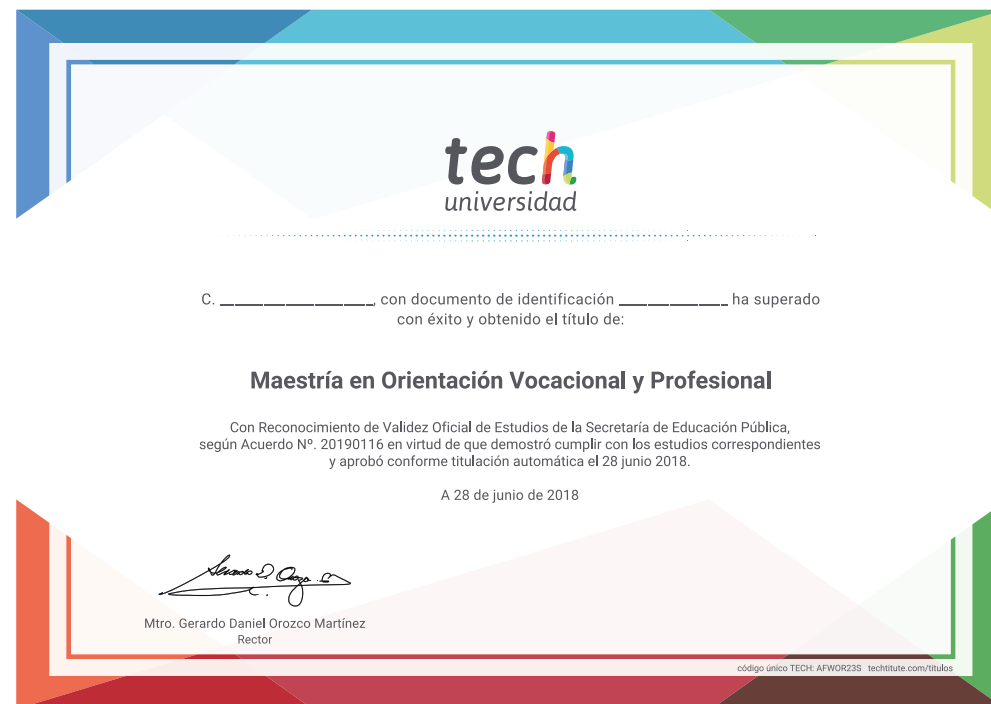 tech
universidad
C. __________________, con documento de identificación _____________ ha superado
con éxito y obtenido el título de:
Maestría en Orientación Vocacional y Profesional
Con Reconocimiento de Validez Oficial de Estudios de la Secretaría de Educación Pública,
según Acuerdo Nº. 20190116 en virtud de que demostró cumplir con los estudios correspondientes
y aprobó conforme titulación automática el 28 junio 2018.
A 28 de junio de 2018
Mtro. Gerardo Daniel Orozco Martínez
Rector
código único TECH: AFWOR23S techtitute.com/titulos